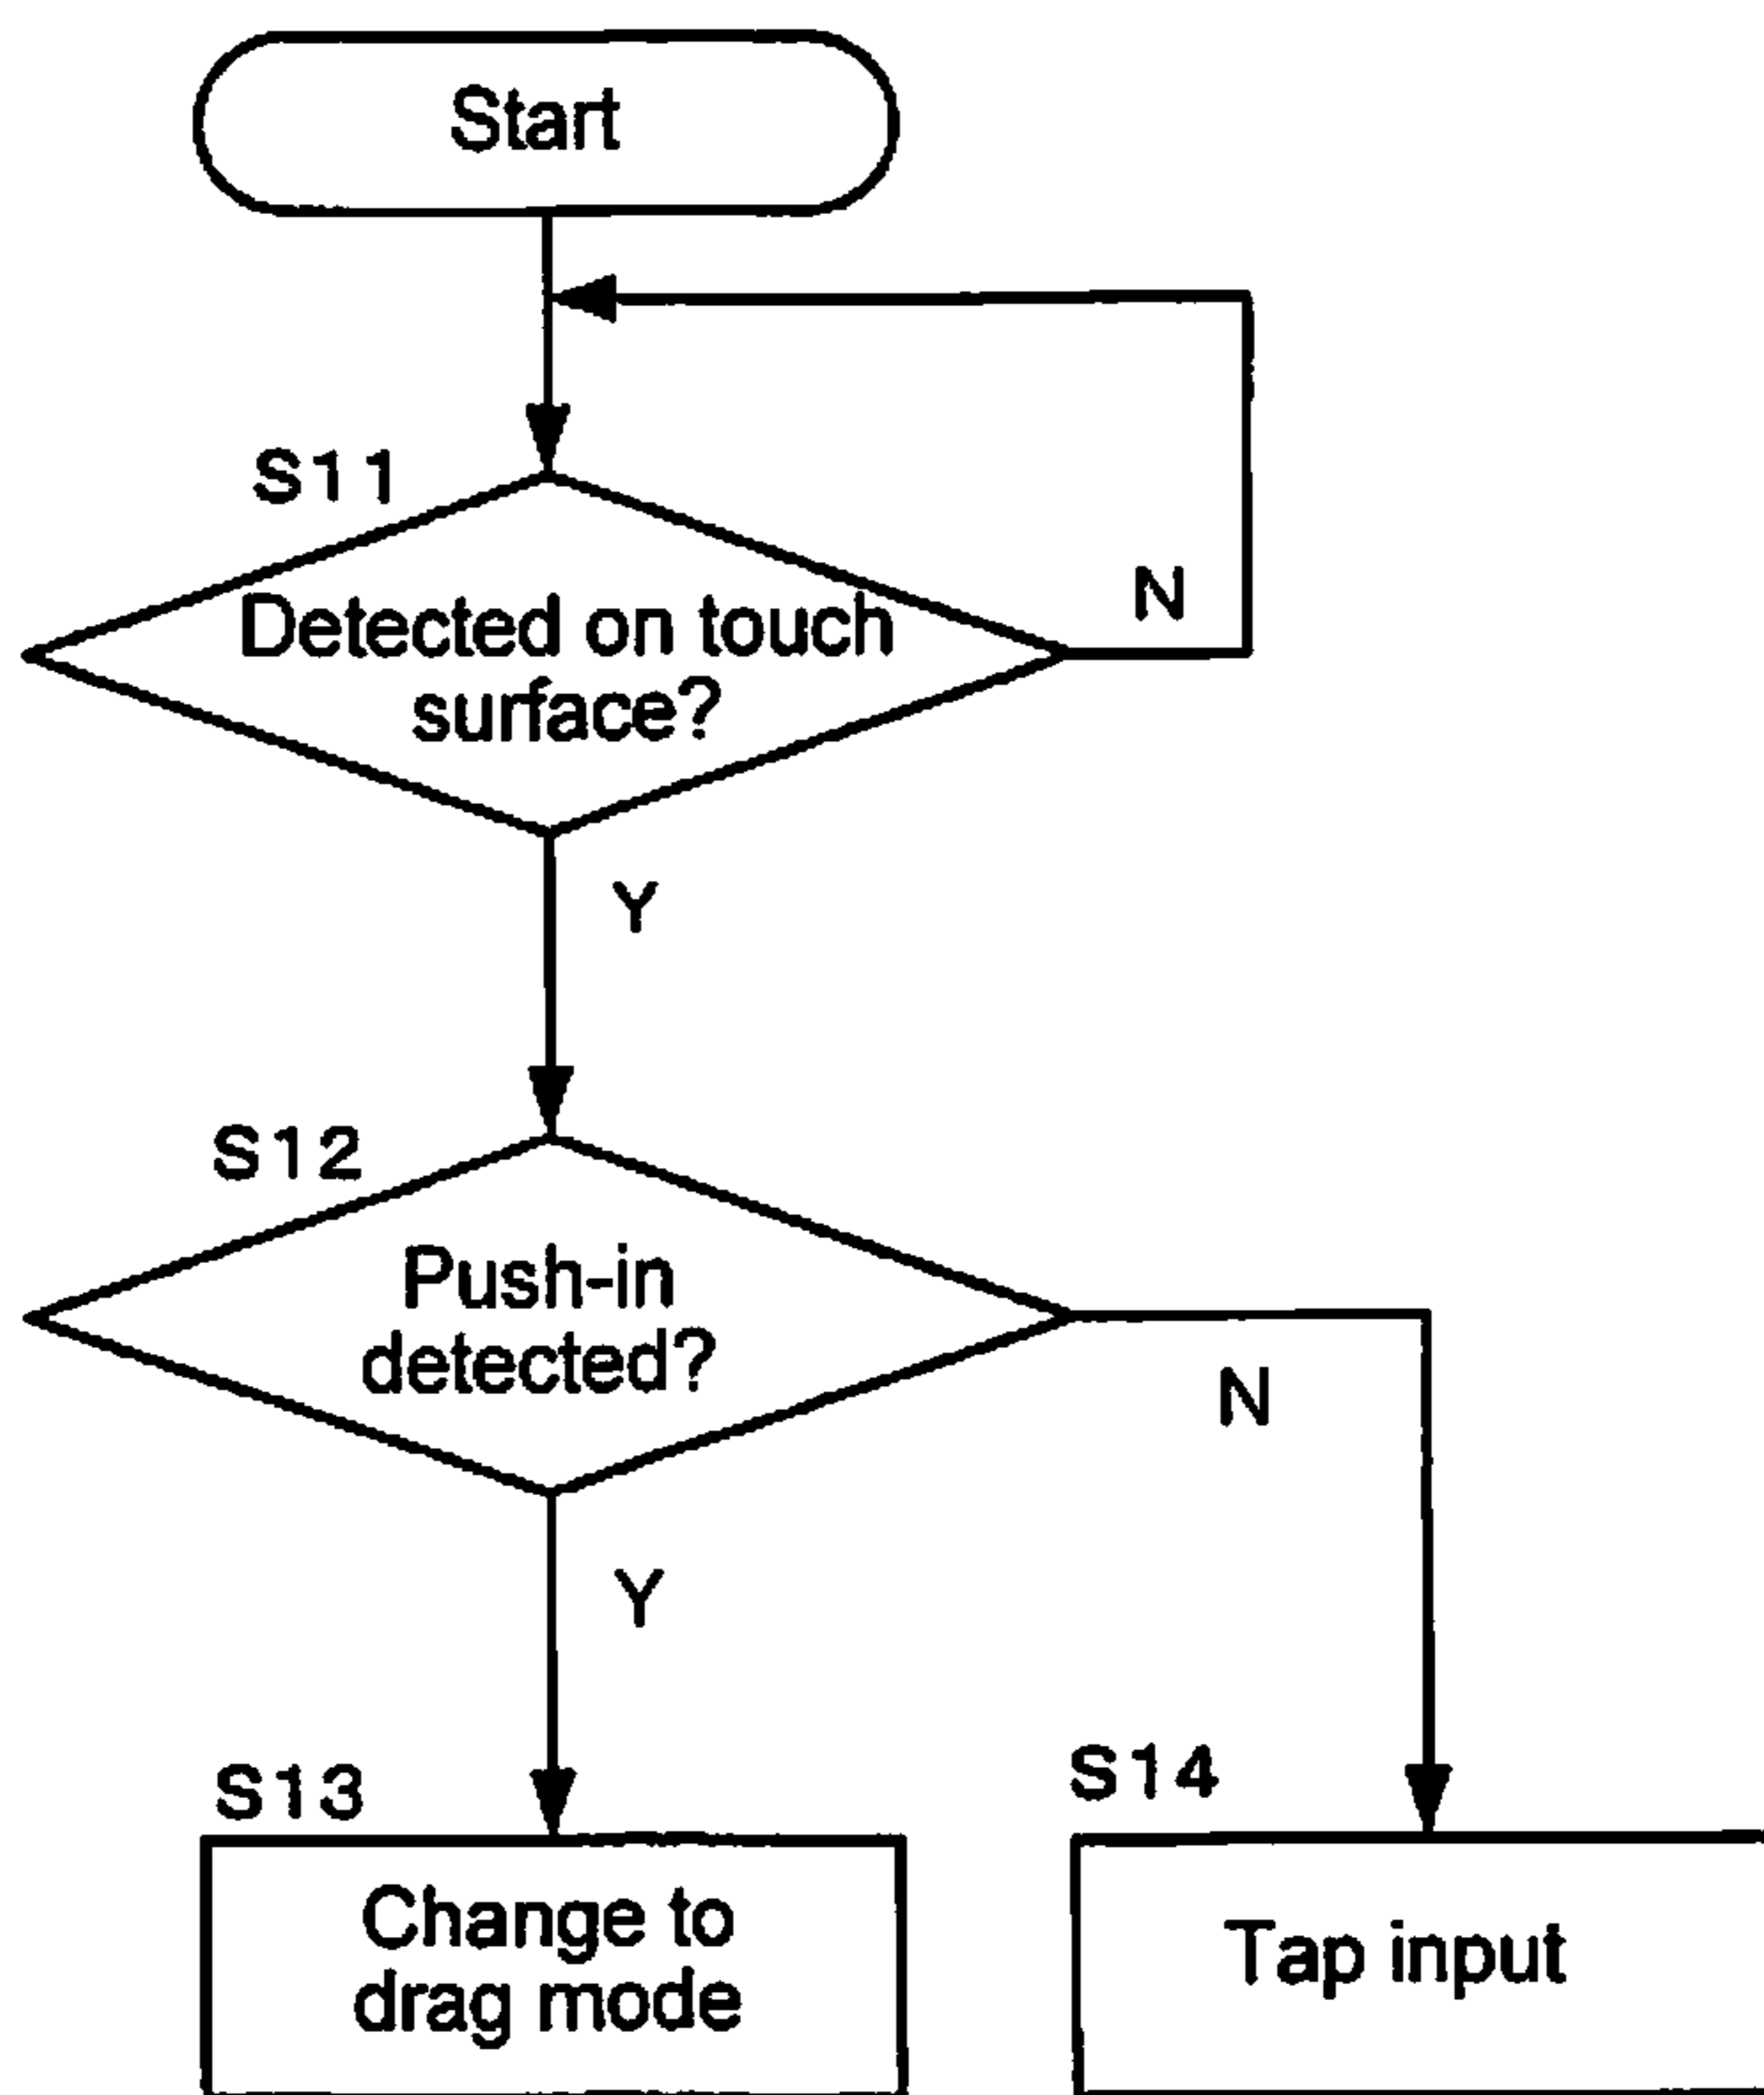 Start
S11
Detected on touch
surface?
N
Y
S12
Push-in
detected?
N
Y
S13
S14
Change to
drag mode
Tap input